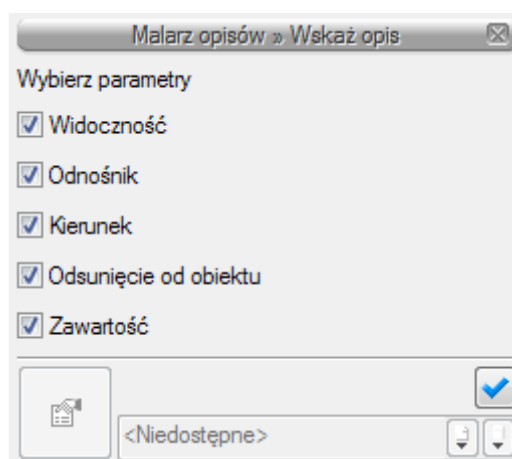 Malarz opisów » Wskaż opis
Wybierz parametry
Widoczność
Odnośnik
Kierunek
Odsunięcie od obiektu
Zawartość
<Niedostępne>